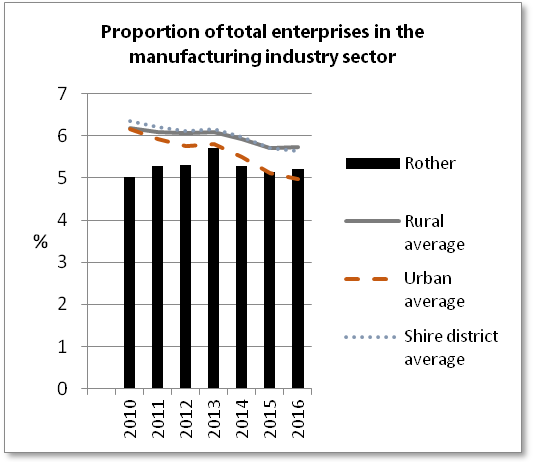 Proportion of total enterprises in the
manufacturing industry sector
7
6
5
4
3
2
1
0
%
2010
2011
2012
2013
2014
2015
2016
Rother
Rural
average
Urban
average
Shire district
average